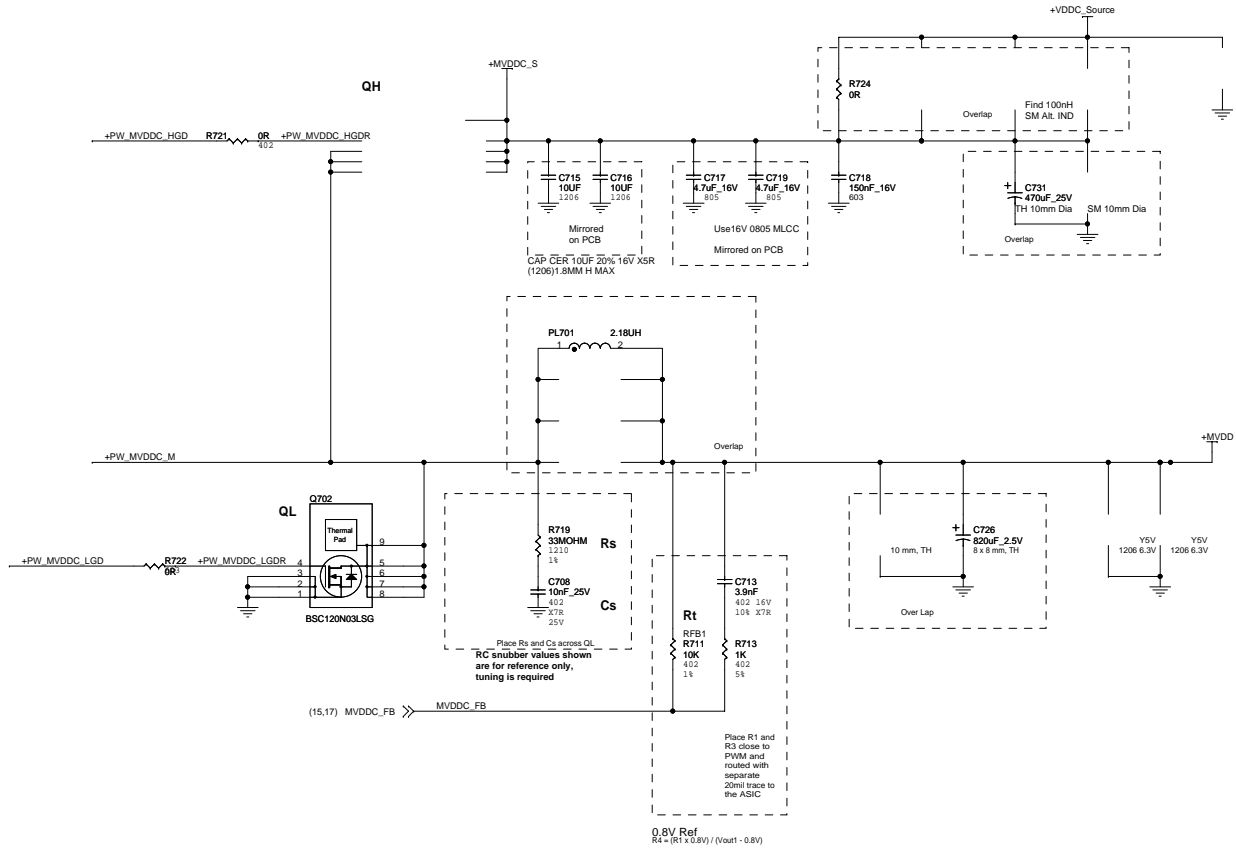 +VDDC_Source
+MVDDC_S
QH
R724
0R
Find 100nH
SM Alt. IND
Overlap
+PW_MVDDC_HGD
R721
0R
402
+PW_MVDDC_HGDR
C715
10UF
1206
C716
10UF
1206
C717
4.7uF_16V
805
C719
4.7uF_16V
805
C718
150nF_16V
603
C731
470uF_25V
TH 10mm Dia
SM 10mm Dia
Overlap
Mirrored
on PCB
Use16V 0805 MLCC
Mirrored on PCB
CAP CER 10UF 20% 16V X5R
(1206)1.8MM H MAX
PL701
2.18UH
1
2
Overlap
+PW_MVDDC_M
+MVDD
Q702
QL
Thermal
Pad
9
4
3
2
1
5
6
7
8
+PW_MVDDC_LGD
R722
0R
+PW_MVDDC_LGDR
BSC120N03LSG
R719
33MOHM
1210
1%
Rs
C708
10nF_25V
402
X7R
25V
Cs
Place Rs and Cs across QL
RC snubber values shown
are for reference only,
tuning is required
C713
3.9nF
402 16V
10% X7R
Rt
RFB1
R711
10K
402
1%
R713
1K
402
5%
C726
820uF_2.5V
8 x 8 mm, TH
10 mm, TH
Over Lap
Y5V
1206 6.3V
Y5V
1206 6.3V
(15,17)
MVDDC_FB
MVDDC_FB
Place R1 and
R3 close to
PWM and
routed with
separate
20mil trace to
the ASIC
0.8V Ref
R4 = (R1 x 0.8V) / (Vout1 - 0.8V)